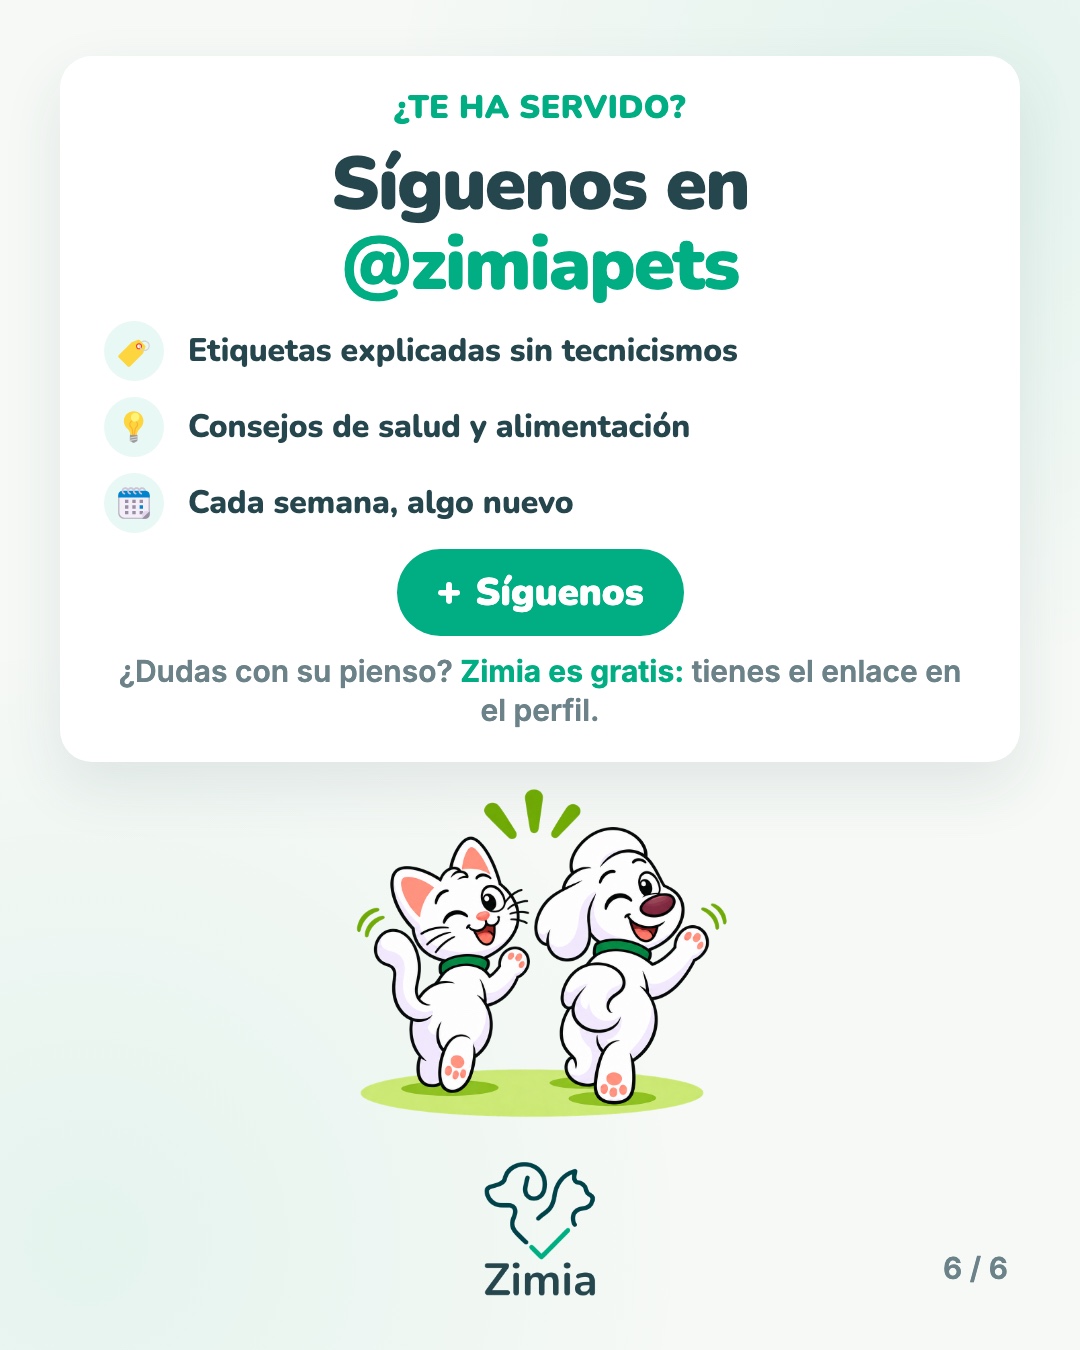 ¿TE HA SERVIDO?
Síguenos en
@zimiapets
Etiquetas explicadas sin tecnicismos
Consejos de salud y alimentación
Cada semana, algo nuevo
+ Síguenos
¿Dudas con su pienso? Zimia es gratis: tienes el enlace en
el perfil.
Zimia
6 / 6